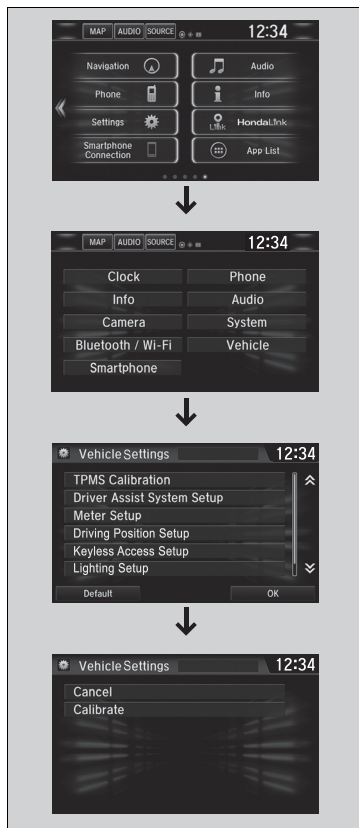 MAP AUDIO SOURCE 12:34
Navigation Audio
Phone Info
Settings Link HondaLink
Smartphone
Connection App List
MAP AUDIO SOURCE 12:34
Clock Phone
Info Audio
Camera System
Bluetooth / Wi-Fi Vehicle
Smartphone
Vehicle Settings 12:34
TPMS Calibration
Driver Assist System Setup
Meter Setup
Driving Position Setup
Keyless Access Setup
Lighting Setup
Default OK
Vehicle Settings 12:34
Cancel
Calibrate